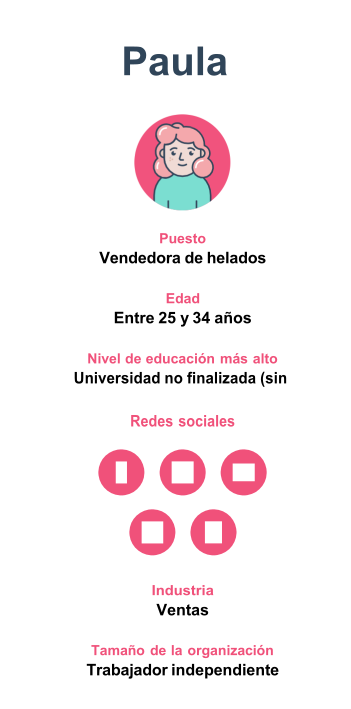 Paula
Puesto
Vendedora de helados
Edad
Entre 25 y 34 años
Nivel de educación más alto
Universidad no finalizada (sin
Redes sociales
Industria
Ventas
Tamaño de la organización
Trabajador independiente